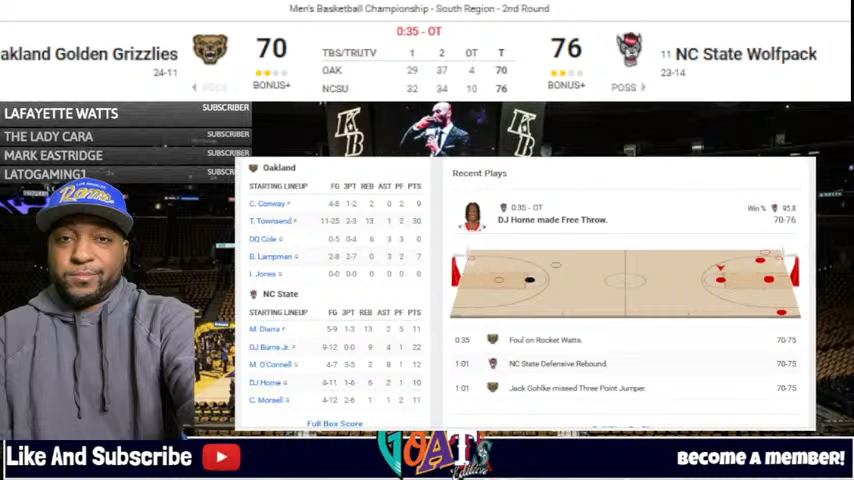 Men's Basketball Championship - South Region - 2nd Round
0:35 - OT
akland Golden Grizzlies
24-11
70
BONUS+
POSS
TBS/TRUTV 1 2 OT T
OAK 29 37 4 70
NCSU 32 34 10 76
76
BONUS+
POSS
11 NC State Wolfpack
23-14
LAFAYETTE WATTS SUBSCRIBER
THE LADY CARA SUBSCRIBER
MARK EASTRIDGE SUBSCRIBER
LATOGAMING1 SUBSC
KB
KB
Rams
Oakland
STARTING LINEUP FG 3PT REB AST PF PTS
C. Conway F 4-8 1-2 2 0 2 9
T. Townsend F 11-25 2-3 13 1 2 30
DQ Cole G 0-5 0-4 6 3 3 0
B. Lampman G 2-8 2-7 0 3 2 7
I. Jones G 0-0 0-0 0 0 0 0
NC State
STARTING LINEUP FG 3PT REB AST PF PTS
M. Diarra F 5-9 1-3 13 2 5 11
DJ Burns Jr. F 9-12 0-0 9 4 1 22
M. O'Connell G 4-7 3-5 2 8 1 12
DJ Horne G 4-11 1-6 6 2 1 10
C. Morsell G 4-12 2-6 1 1 2 11
Full Box Score
Recent Plays
0:35 - OT
DJ Horne made Free Throw.
Win % 95.8
70-76
0:35 Foul on Rocket Watts. 70-75
1:01 NC State Defensive Rebound. 70-75
1:01 Jack Gohlke missed Three Point Jumper. 70-75
Like And Subscribe
GOATs
Become a member!